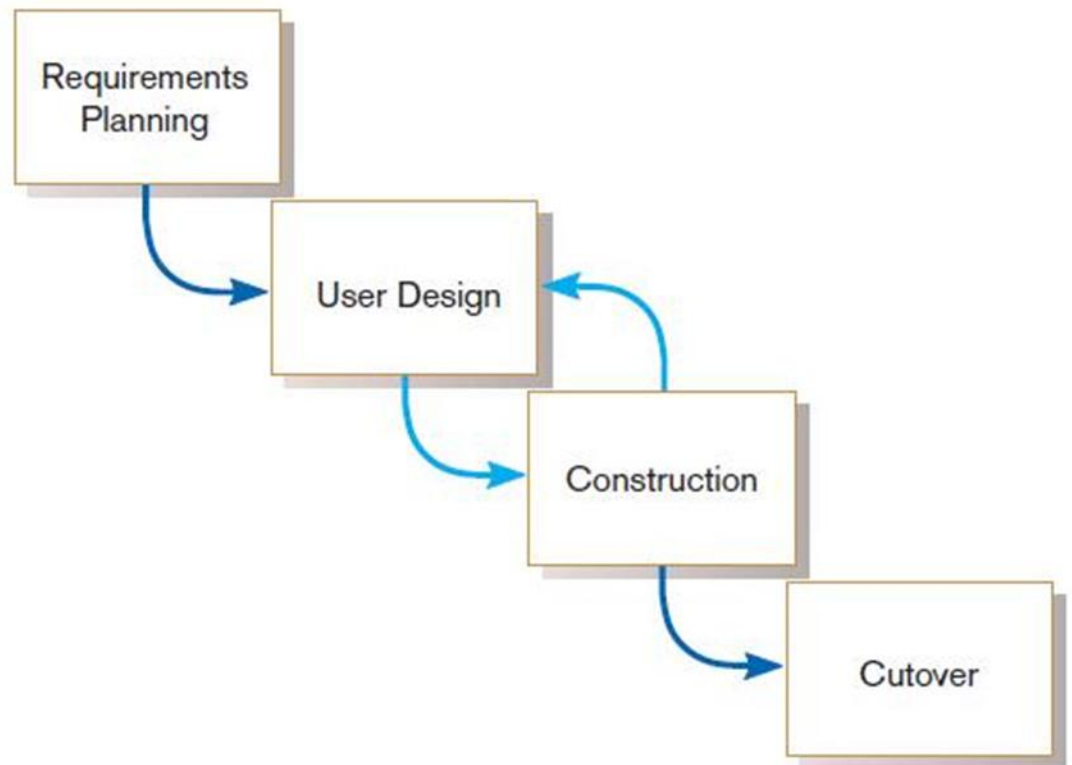 Requirements
Planning
User Design
Construction
Cutover